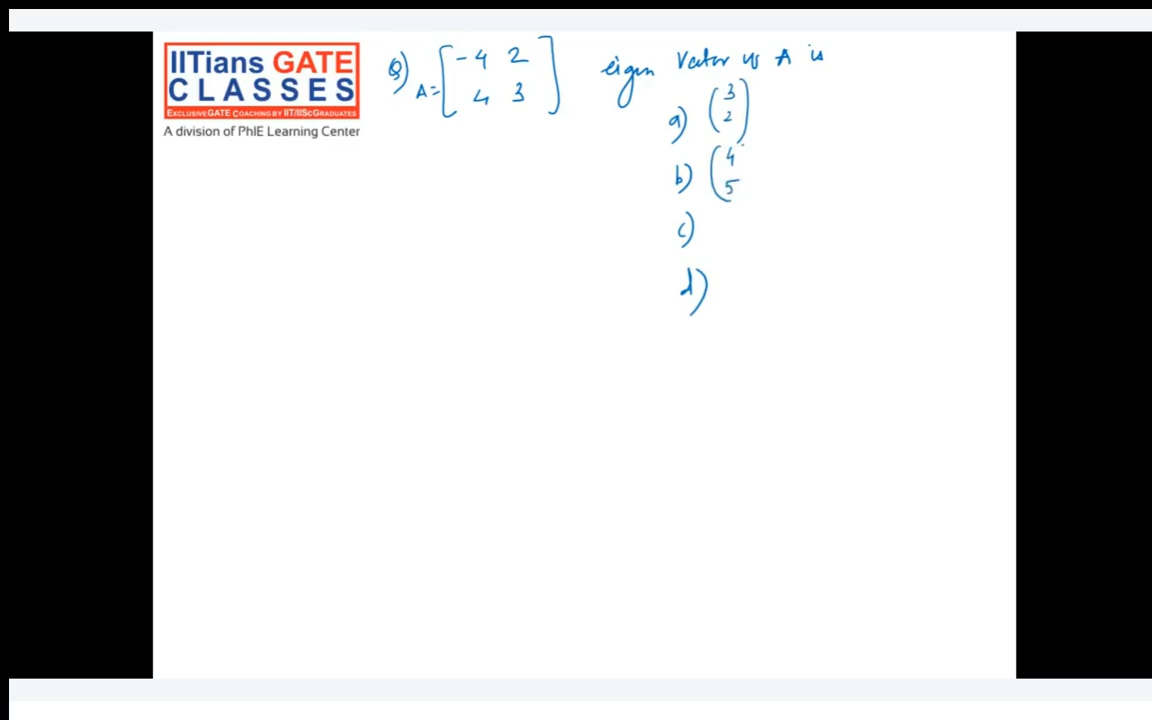 IITians GATE
CLASSES
EXCLUSIVE GATE COACHING BY IIT/IISc GRADUATES
A division of PhIE Learning Center
Q) A = [ -4 2
4 3 ]
eigen Vector of A is
a) ( 3
2 )
b) ( 4
5
c)
d)